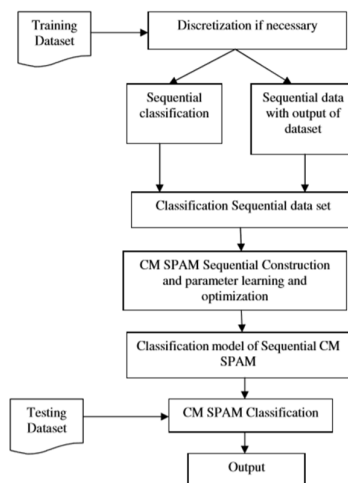 Training
Dataset
Discretization if necessary
Sequential
classification
Sequential data
with output of
dataset
Classification Sequential data set
CM SPAM Sequential Construction
and parameter learning and
optimization
Classification model of Sequential CM
SPAM
Testing
Dataset
CM SPAM Classification
Output